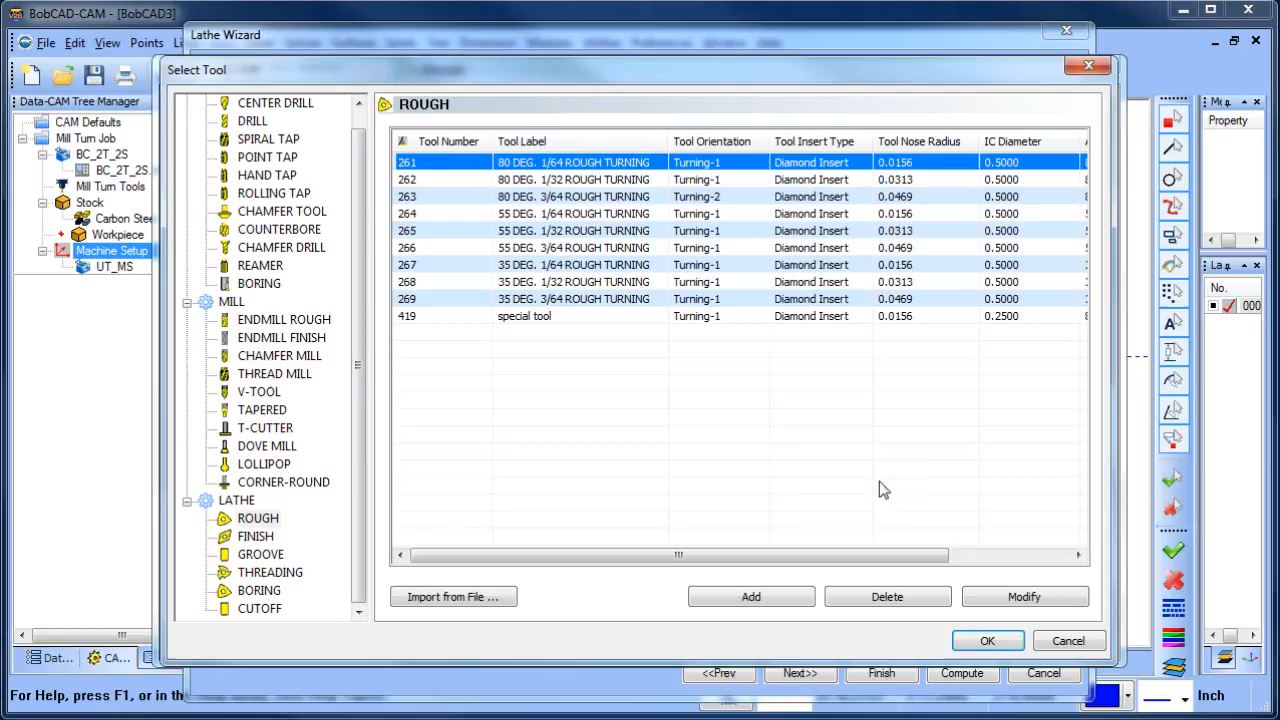 BobCAD-CAM - [BobCAD3]
File Edit View Points
Data-CAM Tree Manager
CAM Defaults
Mill Turn Job
BC_2T_2S
BC_2T_2S.
Mill Turn Tools
Stock
Carbon Stee
Workpiece
Machine Setup
UT_MS
Dat... CA...
For Help, press F1, or in th
Lathe Wizard
Select Tool
CENTER DRILL
DRILL
SPIRAL TAP
POINT TAP
HAND TAP
ROLLING TAP
CHAMFER TOOL
COUNTERBORE
CHAMFER DRILL
REAMER
BORING
MILL
ENDMILL ROUGH
ENDMILL FINISH
CHAMFER MILL
THREAD MILL
V-TOOL
TAPERED
T-CUTTER
DOVE MILL
LOLLIPOP
CORNER-ROUND
LATHE
ROUGH
FINISH
GROOVE
THREADING
BORING
CUTOFF
ROUGH
Tool Number Tool Label Tool Orientation Tool Insert Type Tool Nose Radius IC Diameter
261 80 DEG. 1/64 ROUGH TURNING Turning-1 Diamond Insert 0.0156 0.5000
262 80 DEG. 1/32 ROUGH TURNING Turning-1 Diamond Insert 0.0313 0.5000
263 80 DEG. 3/64 ROUGH TURNING Turning-2 Diamond Insert 0.0469 0.5000
264 55 DEG. 1/64 ROUGH TURNING Turning-1 Diamond Insert 0.0156 0.5000
265 55 DEG. 1/32 ROUGH TURNING Turning-1 Diamond Insert 0.0313 0.5000
266 55 DEG. 3/64 ROUGH TURNING Turning-1 Diamond Insert 0.0469 0.5000
267 35 DEG. 1/64 ROUGH TURNING Turning-1 Diamond Insert 0.0156 0.5000
268 35 DEG. 1/32 ROUGH TURNING Turning-1 Diamond Insert 0.0313 0.5000
269 35 DEG. 3/64 ROUGH TURNING Turning-1 Diamond Insert 0.0469 0.5000
419 special tool Turning-1 Diamond Insert 0.0156 0.2500
Import from File ... Add Delete Modify
OK Cancel
<<Prev Next>> Finish Compute Cancel
Property
No.
000
Inch